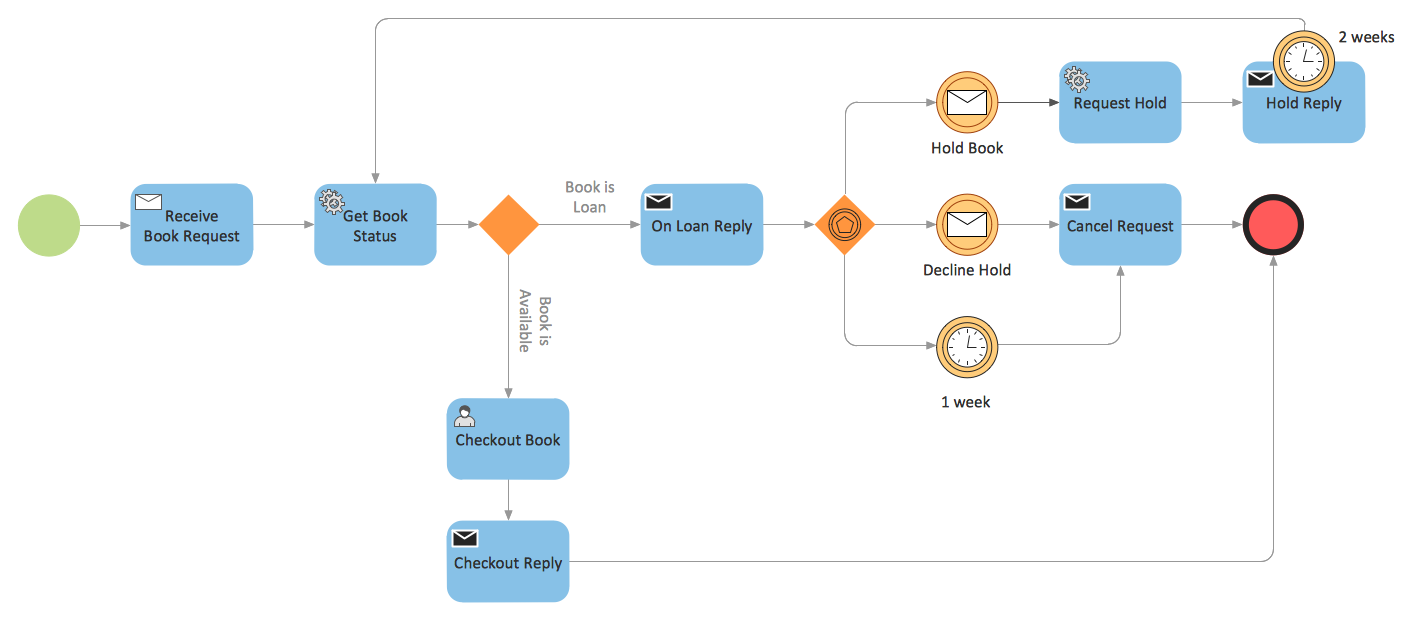 2 weeks
Hold Book
Request Hold
Hold Reply
Receive
Book Request
Get Book
Status
Book is
Loan
On Loan Reply
Decline Hold
Cancel Request
1 week
Book is
Available
Checkout Book
Checkout Reply